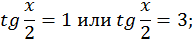 tg x/2 = 1 или tg x/2 = 3;